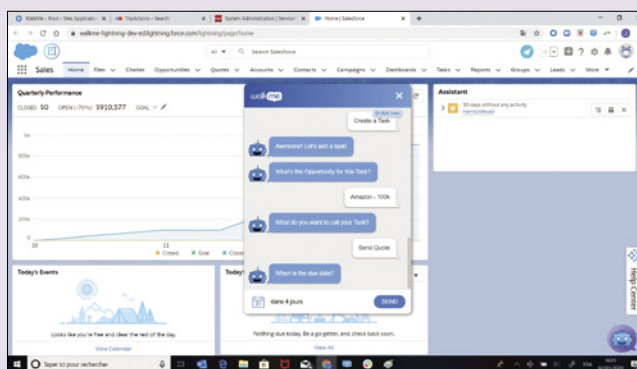 WalkMe - Prod - Mes Applicatio
TripActions - Search
System Administration | Service
Home | Salesforce
walkme-lightning-dev-ed.lightning.force.com/lightning/page/home
All
Search Salesforce
Sales
Home
Files
Chatter
Opportunities
Quotes
Accounts
Contacts
Campaigns
Dashboards
Tasks
Reports
Groups
Leads
More
Quarterly Performance
CLOSED $0 OPEN (>70%) $910,577 GOAL --
800k
600k
400k
200k
0
10
11
Closed
Goal
walkme
Create a Task
Awesome! Let's add a task!
What's the Opportunity for this Task?
Amazon - 100k
What do you want to call your Task?
Send Quote
When is the due date?
dans 4 jours
SEND
Assistant
30 days without any activity
Today's Events
Looks like you're free and clear the rest of the day.
View Calendar
Today's
Nothing due today. Be a go-getter, and check back soon.
View All
Help Center
Taper ici pour rechercher
FRA